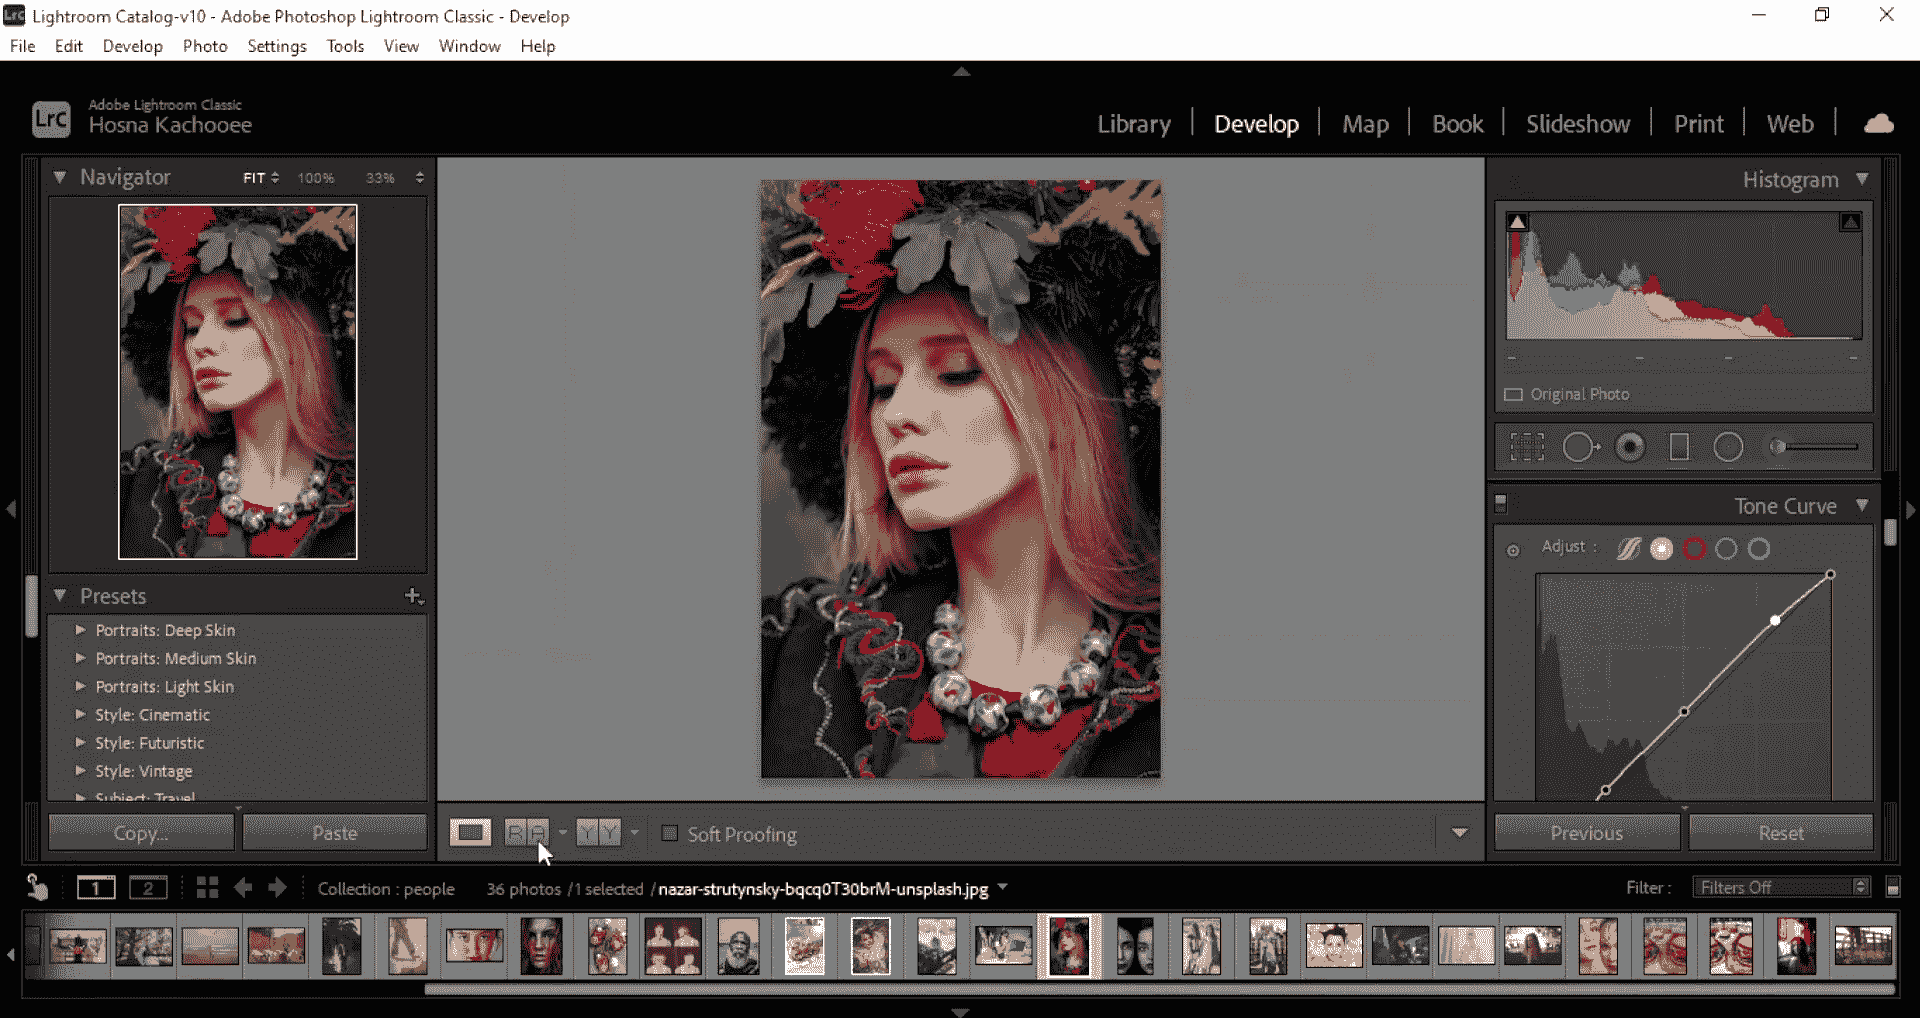 Lrc Lightroom Catalog-v10 - Adobe Photoshop Lightroom Classic - Develop
File Edit Develop Photo Settings Tools View Window Help
LrC Adobe Lightroom Classic
Hosna Kachooee
Library | Develop | Map | Book | Slideshow | Print | Web
Navigator FIT 100% 33%
Histogram
Original Photo
Tone Curve
Adjust :
Presets
Portraits: Deep Skin
Portraits: Medium Skin
Portraits: Light Skin
Style: Cinematic
Style: Futuristic
Style: Vintage
Subject: Travel
Copy... Paste
R A Y Y Soft Proofing
Previous Reset
1 2 Collection : people 36 photos / 1 selected / nazar-strutynsky-bqcq0T30brM-unsplash.jpg
Filter : Filters Off